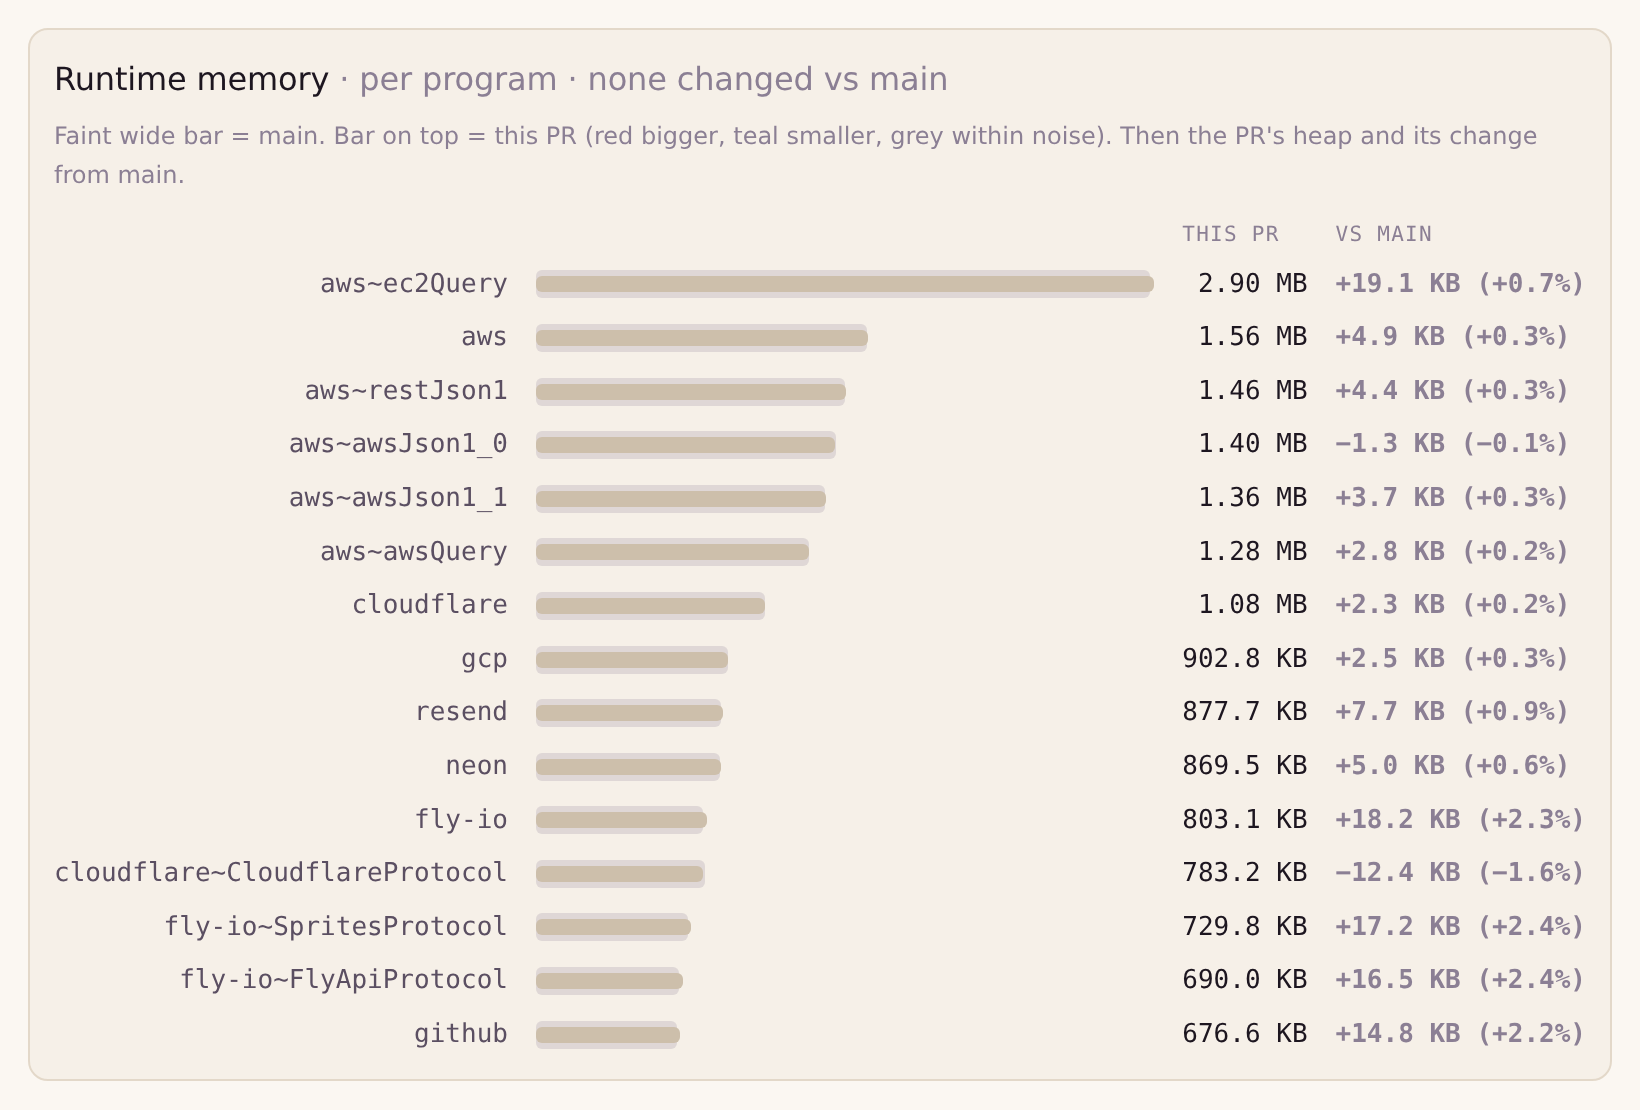 Runtime memory · per program · none changed vs main
Faint wide bar = main. Bar on top = this PR (red bigger, teal smaller, grey within noise). Then the PR's heap and its change
from main.
THIS PR VS MAIN
aws~ec2Query 2.90 MB +19.1 KB (+0.7%)
aws 1.56 MB +4.9 KB (+0.3%)
aws~restJson1 1.46 MB +4.4 KB (+0.3%)
aws~awsJson1_0 1.40 MB −1.3 KB (−0.1%)
aws~awsJson1_1 1.36 MB +3.7 KB (+0.3%)
aws~awsQuery 1.28 MB +2.8 KB (+0.2%)
cloudflare 1.08 MB +2.3 KB (+0.2%)
gcp 902.8 KB +2.5 KB (+0.3%)
resend 877.7 KB +7.7 KB (+0.9%)
neon 869.5 KB +5.0 KB (+0.6%)
fly-io 803.1 KB +18.2 KB (+2.3%)
cloudflare~CloudflareProtocol 783.2 KB −12.4 KB (−1.6%)
fly-io~SpritesProtocol 729.8 KB +17.2 KB (+2.4%)
fly-io~FlyApiProtocol 690.0 KB +16.5 KB (+2.4%)
github 676.6 KB +14.8 KB (+2.2%)